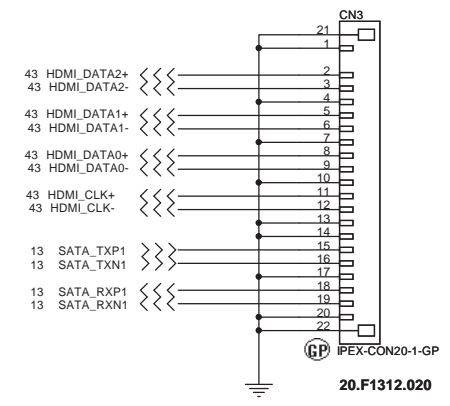 CN3
21
1
43 HDMI_DATA2+ 2
43 HDMI_DATA2- 3
4
43 HDMI_DATA1+ 5
43 HDMI_DATA1- 6
7
43 HDMI_DATA0+ 8
43 HDMI_DATA0- 9
10
43 HDMI_CLK+ 11
43 HDMI_CLK- 12
13
14
13 SATA_TXP1 15
13 SATA_TXN1 16
17
13 SATA_RXP1 18
13 SATA_RXN1 19
20
22
GP IPEX-CON20-1-GP
20.F1312.020